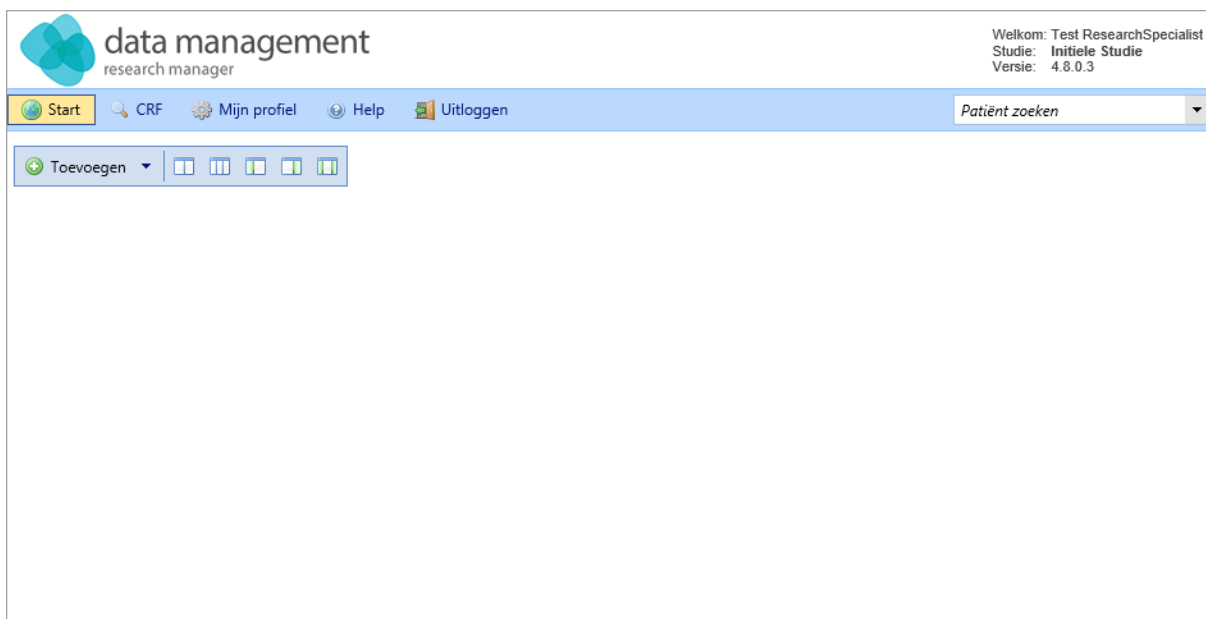 data management
research manager
Welkom: Test ResearchSpecialist
Studie: Initiele Studie
Versie: 4.8.0.3
Start CRF Mijn profiel Help Uitloggen Patiënt zoeken
Toevoegen